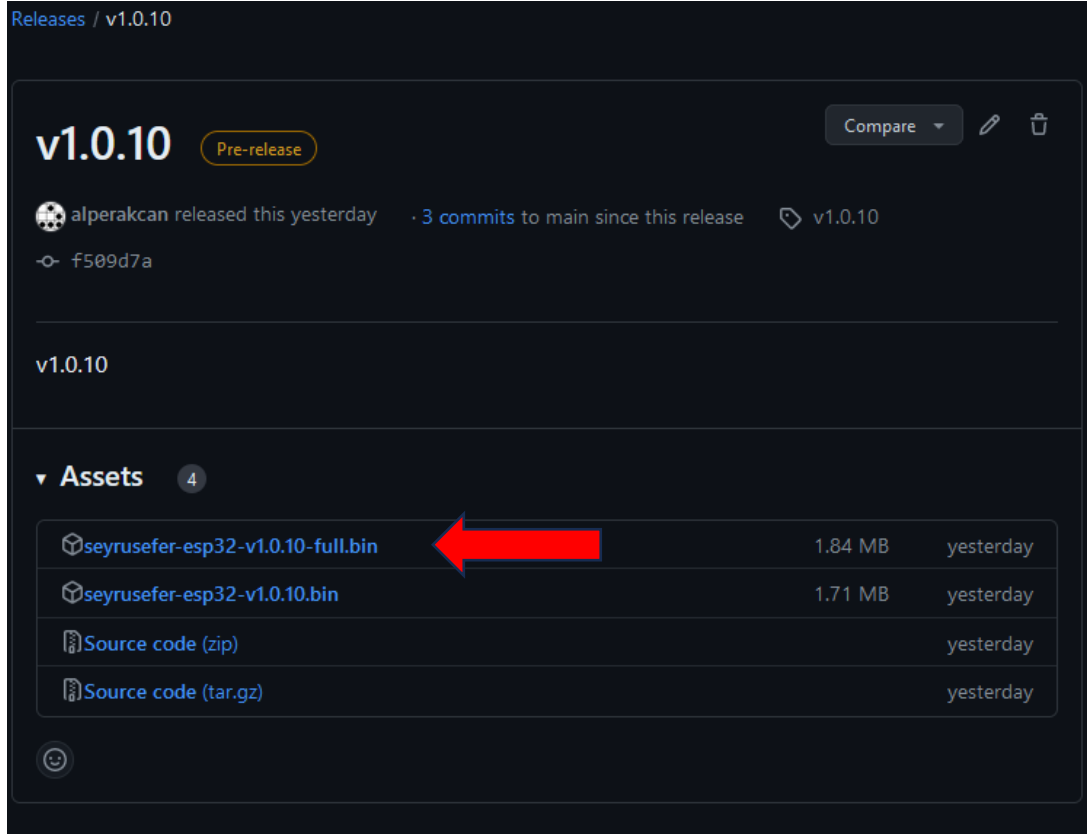 Releases / v1.0.10
v1.0.10 Pre-release Compare
alperakcan released this yesterday · 3 commits to main since this release v1.0.10
f509d7a
v1.0.10
Assets 4
seyrusefer-esp32-v1.0.10-full.bin 1.84 MB yesterday
seyrusefer-esp32-v1.0.10.bin 1.71 MB yesterday
Source code (zip) yesterday
Source code (tar.gz) yesterday